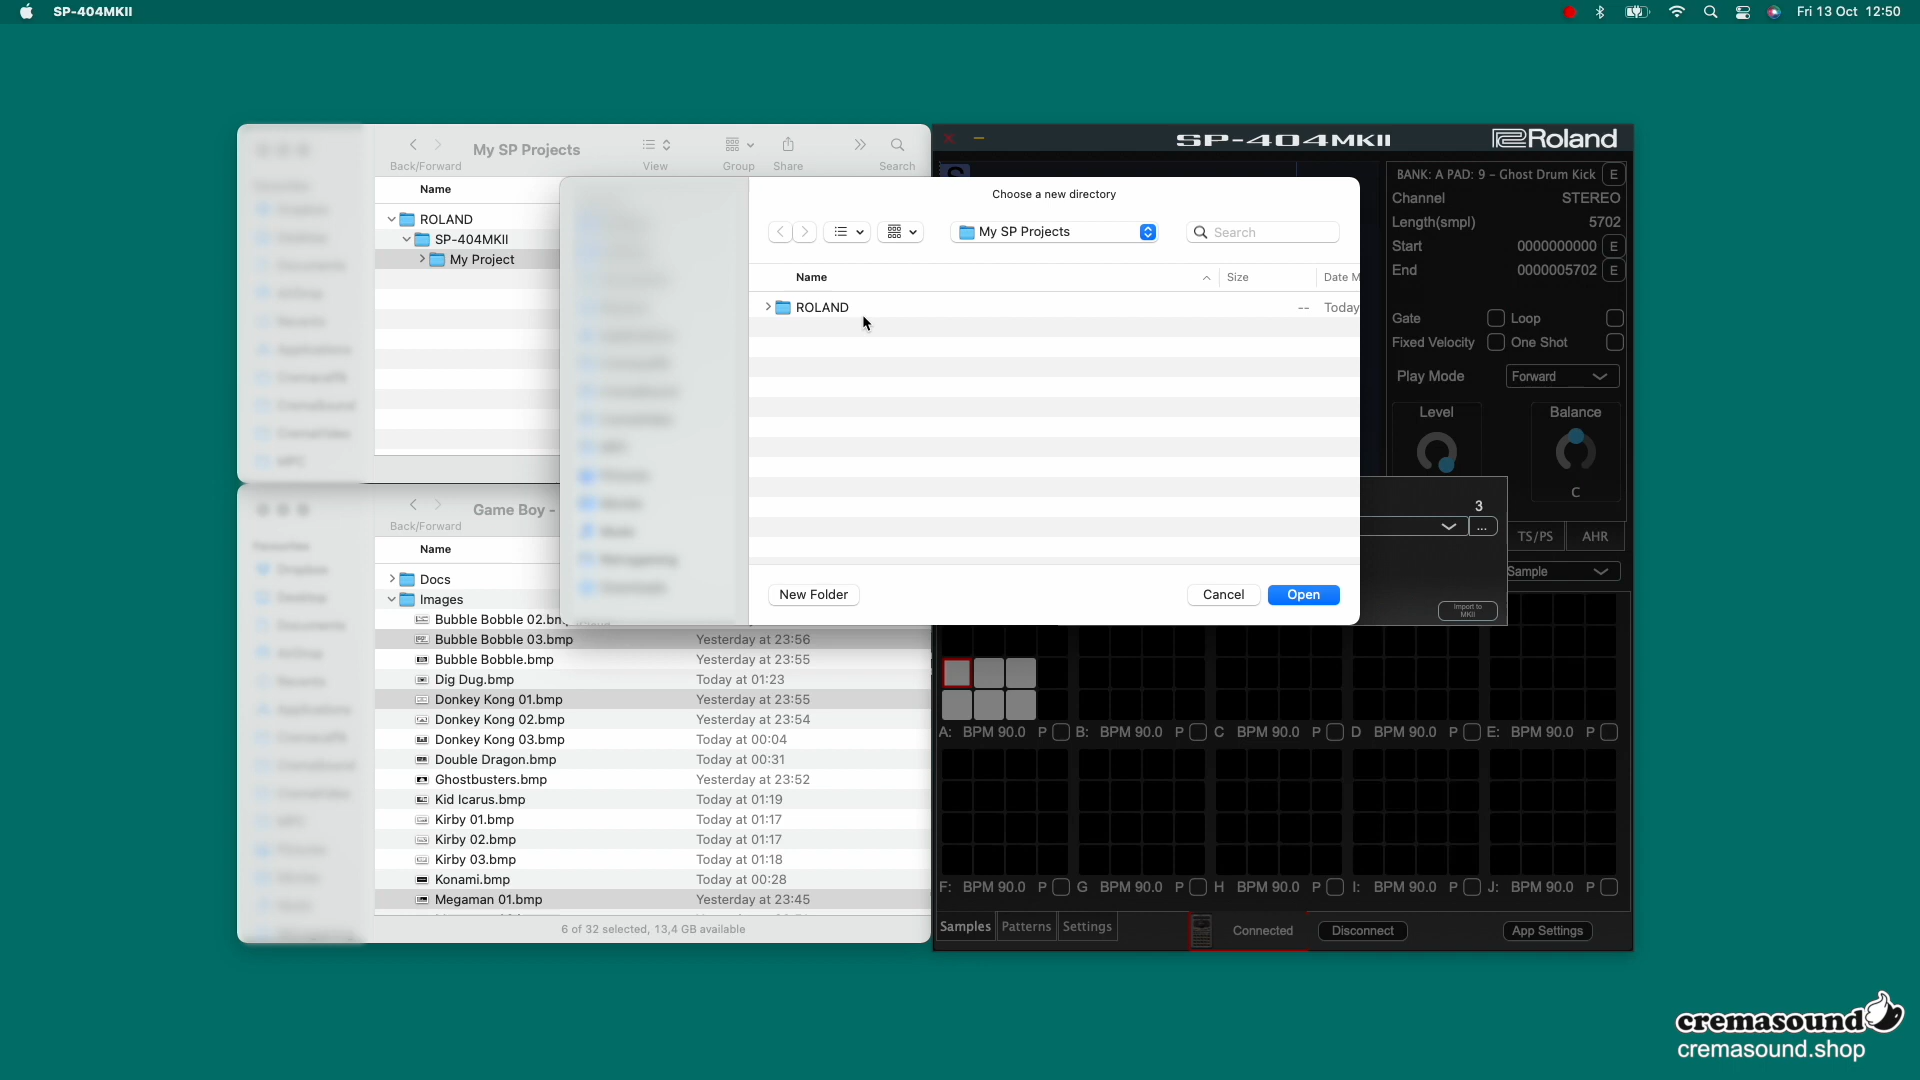 SP-404MKII
Fri 13 Oct 12:50
My SP Projects
Back/Forward
View
Group
Share
Search
Name
ROLAND
SP-404MKII
My Project
Choose a new directory
My SP Projects
Search
Name
Size
Date M
ROLAND
--
Today
New Folder
Cancel
Open
SP-404MKII
Roland
BANK: A PAD: 9 - Ghost Drum Kick E
Channel STEREO
Length(smpl) 5702
Start 0000000000 E
End 0000005702 E
Gate Loop
Fixed Velocity One Shot
Play Mode Forward
Level Balance
C
3
...
TS/PS AHR
Sample
Import to
MKII
Game Boy -
Back/Forward
Name
Docs
Images
Bubble Bobble 02.bm
Bubble Bobble 03.bmp Yesterday at 23:56
Bubble Bobble.bmp Yesterday at 23:55
Dig Dug.bmp Today at 01:23
Donkey Kong 01.bmp Yesterday at 23:55
Donkey Kong 02.bmp Yesterday at 23:54
Donkey Kong 03.bmp Today at 00:04
Double Dragon.bmp Today at 00:31
Ghostbusters.bmp Yesterday at 23:52
Kid Icarus.bmp Today at 01:19
Kirby 01.bmp Today at 01:17
Kirby 02.bmp Today at 01:17
Kirby 03.bmp Today at 01:18
Konami.bmp Today at 00:28
Megaman 01.bmp Yesterday at 23:45
6 of 32 selected, 13,4 GB available
A: BPM 90.0 P B: BPM 90.0 P C BPM 90.0 P D BPM 90.0 P E: BPM 90.0 P
F: BPM 90.0 P G BPM 90.0 P H BPM 90.0 P I: BPM 90.0 P J: BPM 90.0 P
Samples Patterns Settings Connected Disconnect App Settings
cremasound
cremasound.shop